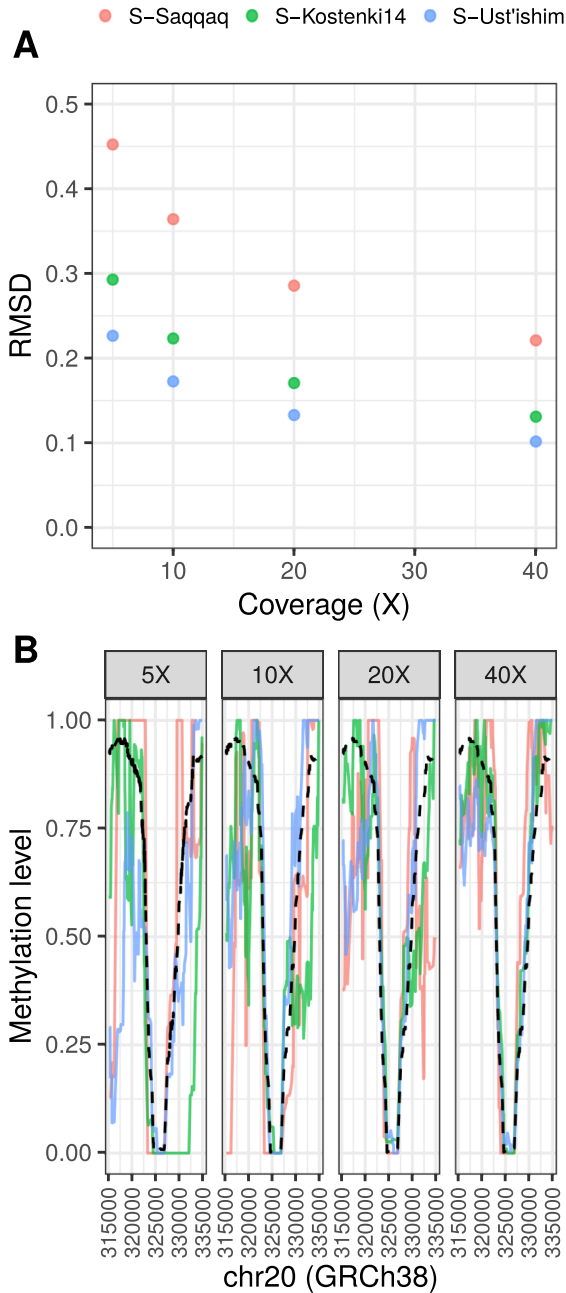 S−Saqqaq S−Kostenki14 S−Ust'ishim
A
0.5
0.4
0.3
0.2
0.1
0.0
RMSD
10 20 30 40
Coverage (X)
B
5X 10X 20X 40X
1.00
0.75
0.50
0.25
0.00
Methylation level
315000 320000 325000 330000 335000 315000 320000 325000 330000 335000 315000 320000 325000 330000 335000 315000 320000 325000 330000 335000
chr20 (GRCh38)